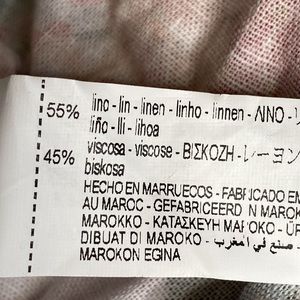 55% lino - lin - linen - linho - linnen - ΛΙΝΟ -
liño - lli - lihoa
45% viscosa - viscose - ΒΙΣΚΟΖΗ - レーヨン
biskosa
HECHO EN MARRUECOS - FABRICADO EM
AU MAROC - GEFABRICEERD IN MAROK
MAROKKO - ΚΑΤΑΣΚΕΥΗ ΜΑΡΟΚΟ - ÜR
DIBUAT DI MAROKO - صنع في المغرب -
MAROKON EGINA